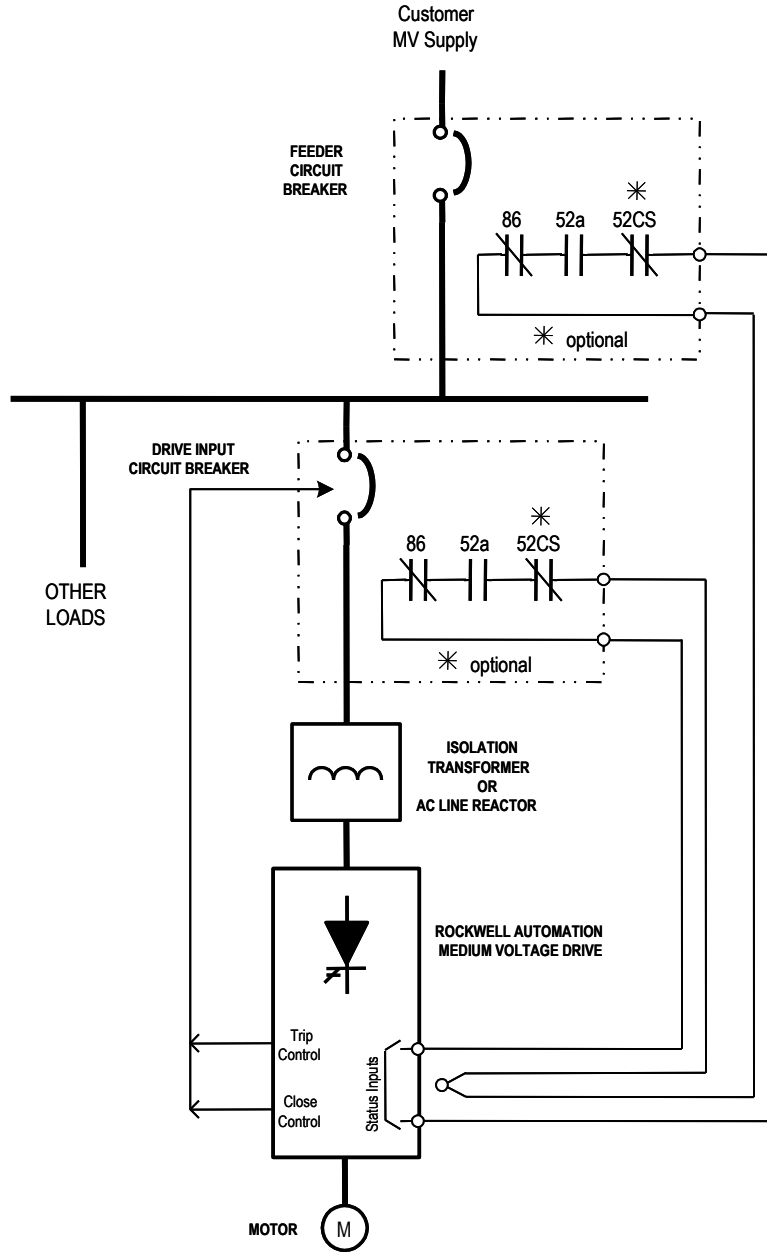 Customer
MV Supply
FEEDER
CIRCUIT
BREAKER
86 52a 52CS
optional
DRIVE INPUT
CIRCUIT BREAKER
86 52a 52CS
optional
OTHER
LOADS
ISOLATION
TRANSFORMER
OR
AC LINE REACTOR
ROCKWELL AUTOMATION
MEDIUM VOLTAGE DRIVE
Trip
Control
Close
Control
Status Inputs
MOTOR M